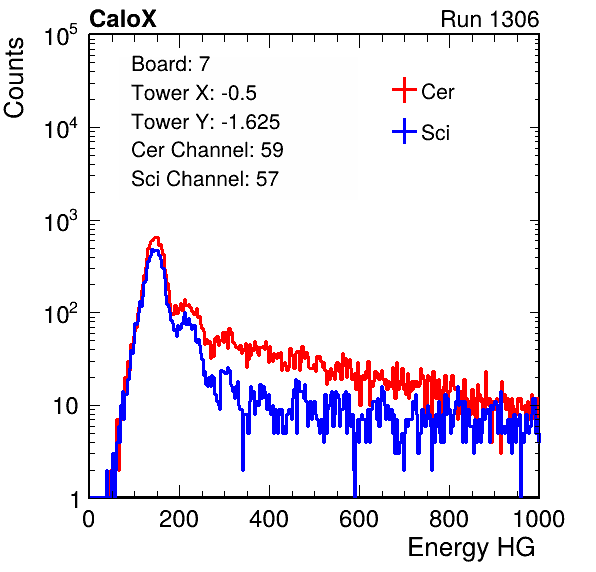 CaloX Run 1306
Counts
10^5
10^4
10^3
10^2
10
1
Board: 7
Tower X: -0.5
Tower Y: -1.625
Cer Channel: 59
Sci Channel: 57
Cer
Sci
0 200 400 600 800 1000
Energy HG